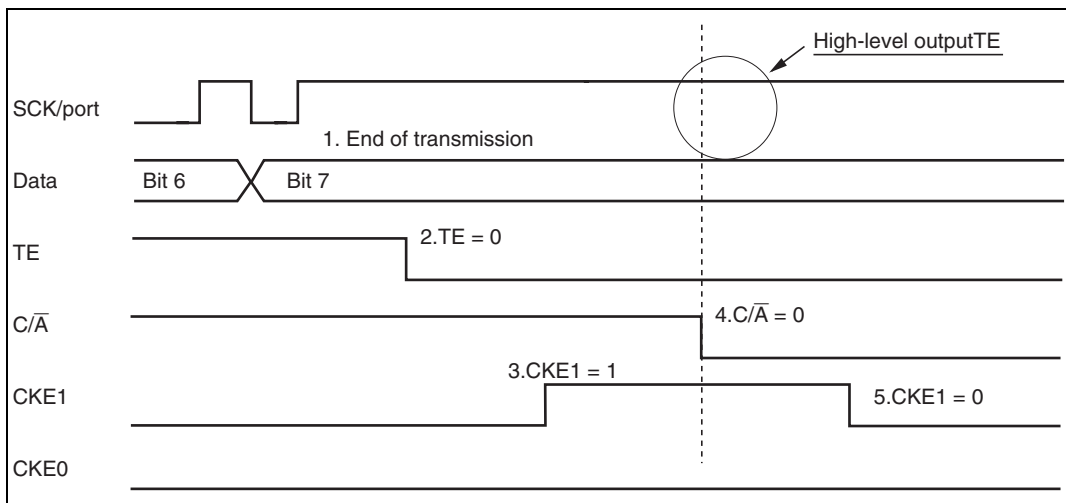 High-level outputTE
SCK/port
1. End of transmission
Data
Bit 6
Bit 7
TE
2.TE = 0
C/A̅
4.C/A̅ = 0
3.CKE1 = 1
CKE1
5.CKE1 = 0
CKE0